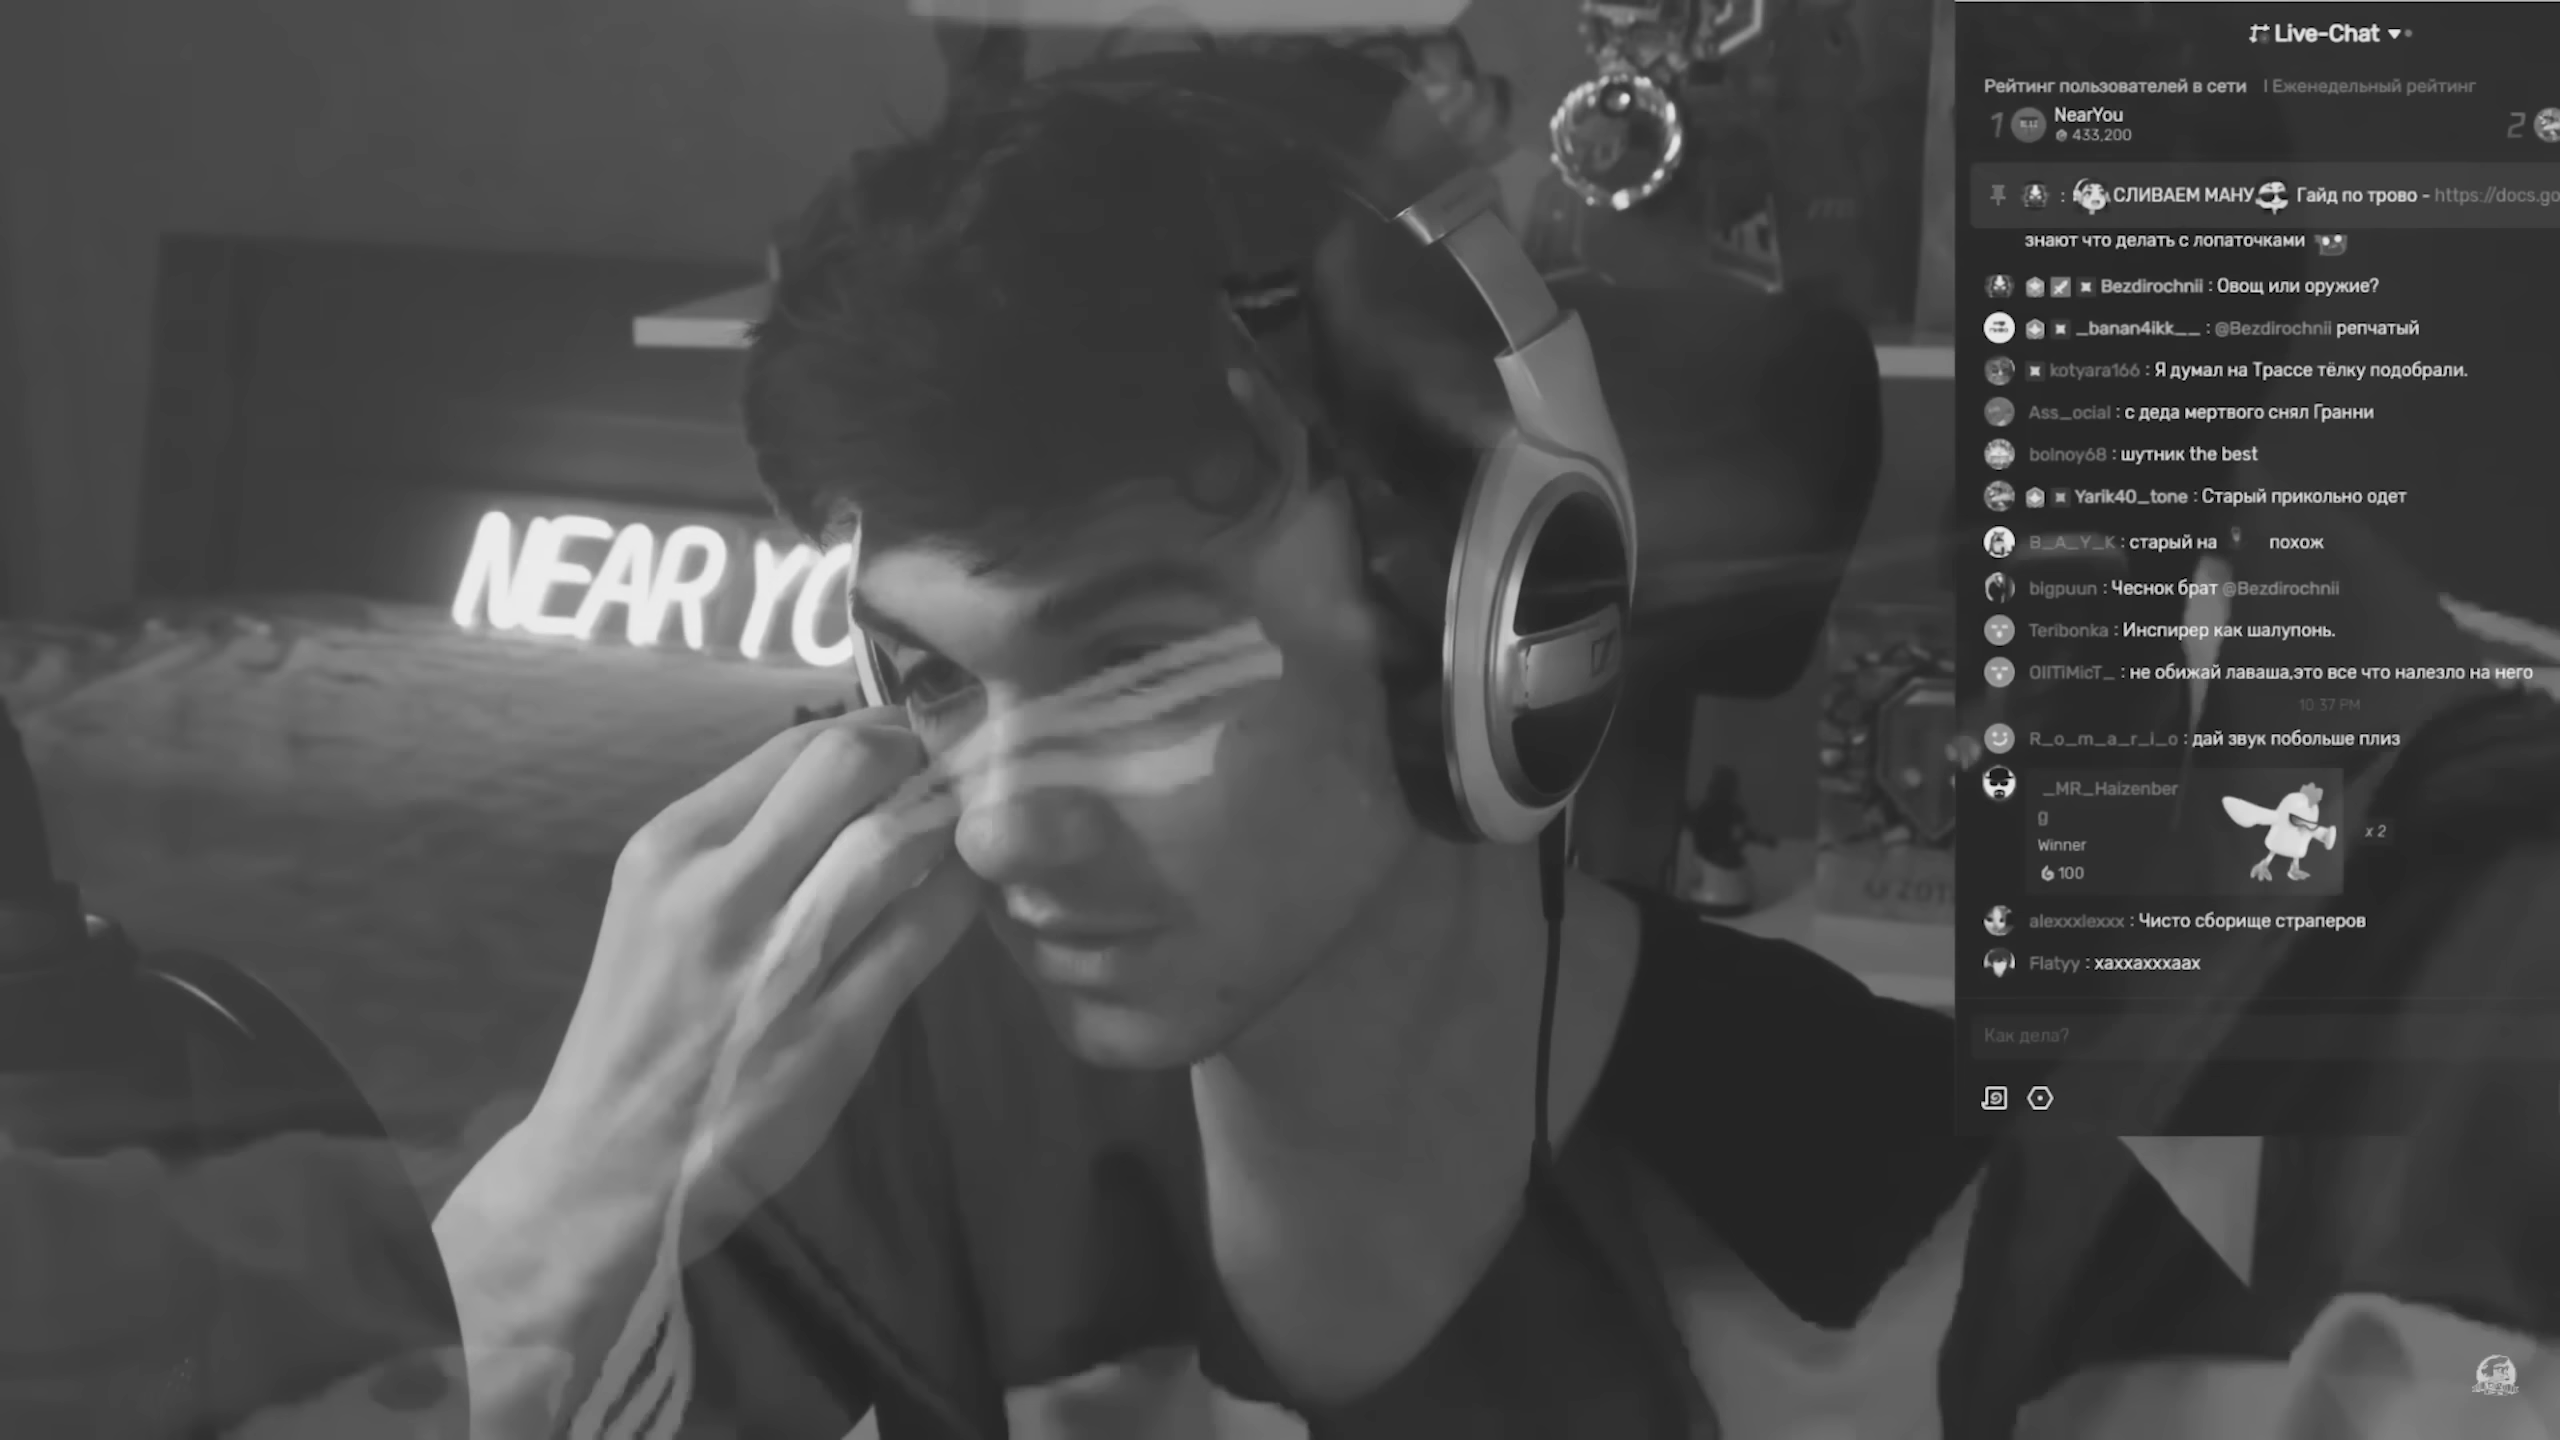 NEAR YO
Live-Chat
Рейтинг пользователей в сети | Еженедельный рейтинг
1 NearYou 2
433,200
: СЛИВАЕМ МАНУ Гайд по трово - https://docs.go
знают что делать с лопаточками
Bezdirochnii : Овощ или оружие?
_banan4ikk__ : @Bezdirochnii репчатый
kotyara166 : Я думал на Трассе тёлку подобрали.
Ass_ocial : с деда мертвого снял Гранни
bolnoy68 : шутник the best
Yarik40_tone : Старый прикольно одет
B_A_Y_K : старый на похож
bigpuun : Чеснок брат @Bezdirochnii
Teribonka : Инспирер как шалупонь.
OIITiMicT_ : не обижай лаваша,это все что налезло на него
10:37 PM
R_o_m_a_r_i_o : дай звук побольше плиз
_MR_Haizenber
g
Winner
100
x 2
alexxxlexxx : Чисто сборище страперов
Flatyy : хаххахххаах
Как дела?